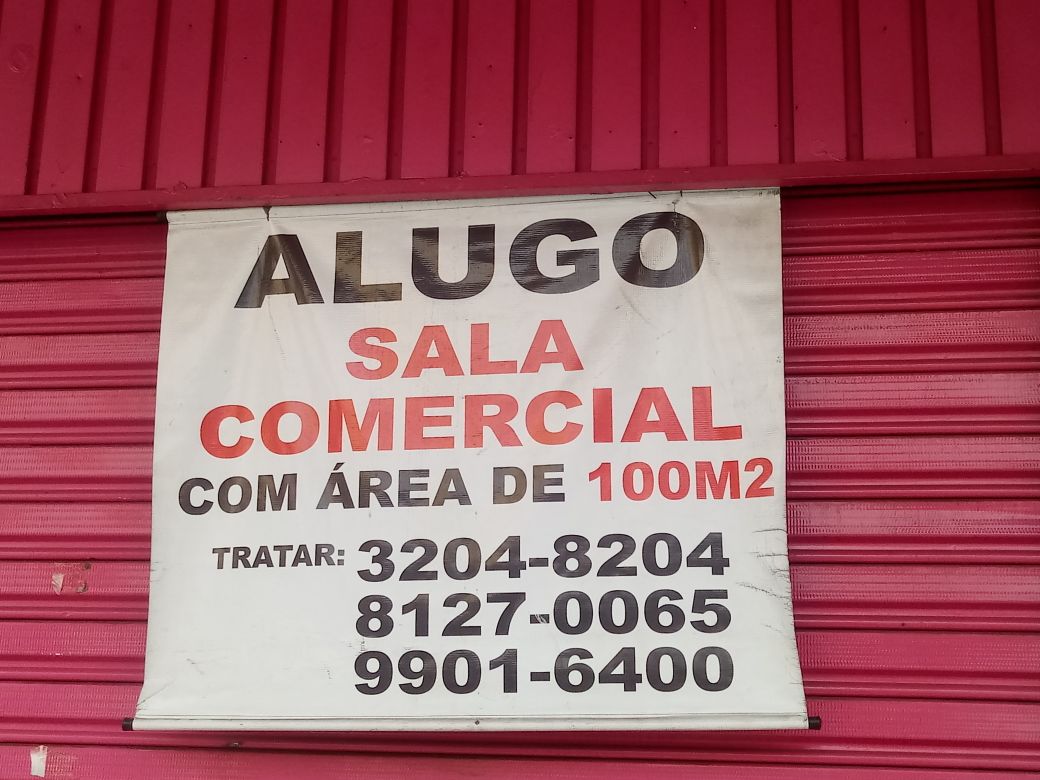 ALUGO
SALA
COMERCIAL
COM ÁREA DE 100M2
TRATAR: 3204-8204
8127-0065
9901-6400